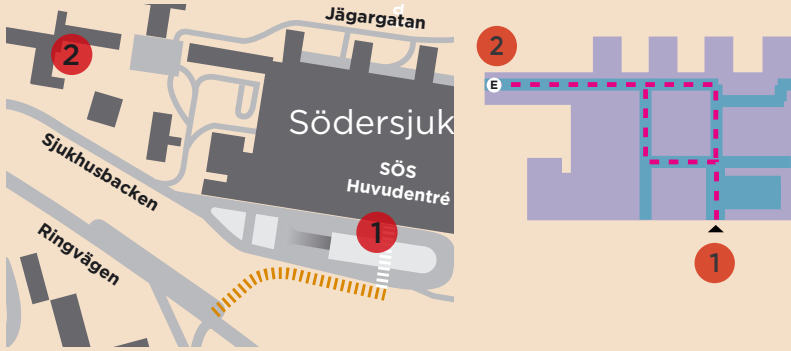 d
Jägargatan
2
Södersjuk
SÖS
Huvudentré
Sjukhusbacken
1
Ringvägen
2
E
1